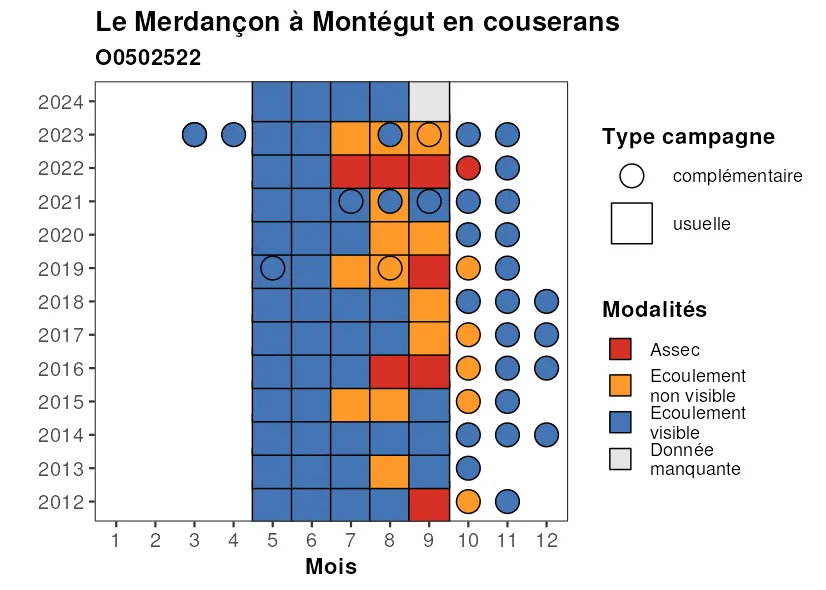 Le Merdançon à Montégut en couserans
O0502522
2024
2023
2022
2021
2020
2019
2018
2017
2016
2015
2014
2013
2012
1 2 3 4 5 6 7 8 9 10 11 12
Mois
Type campagne
complémentaire
usuelle
Modalités
Assec
Ecoulement
non visible
Ecoulement
visible
Donnée
manquante